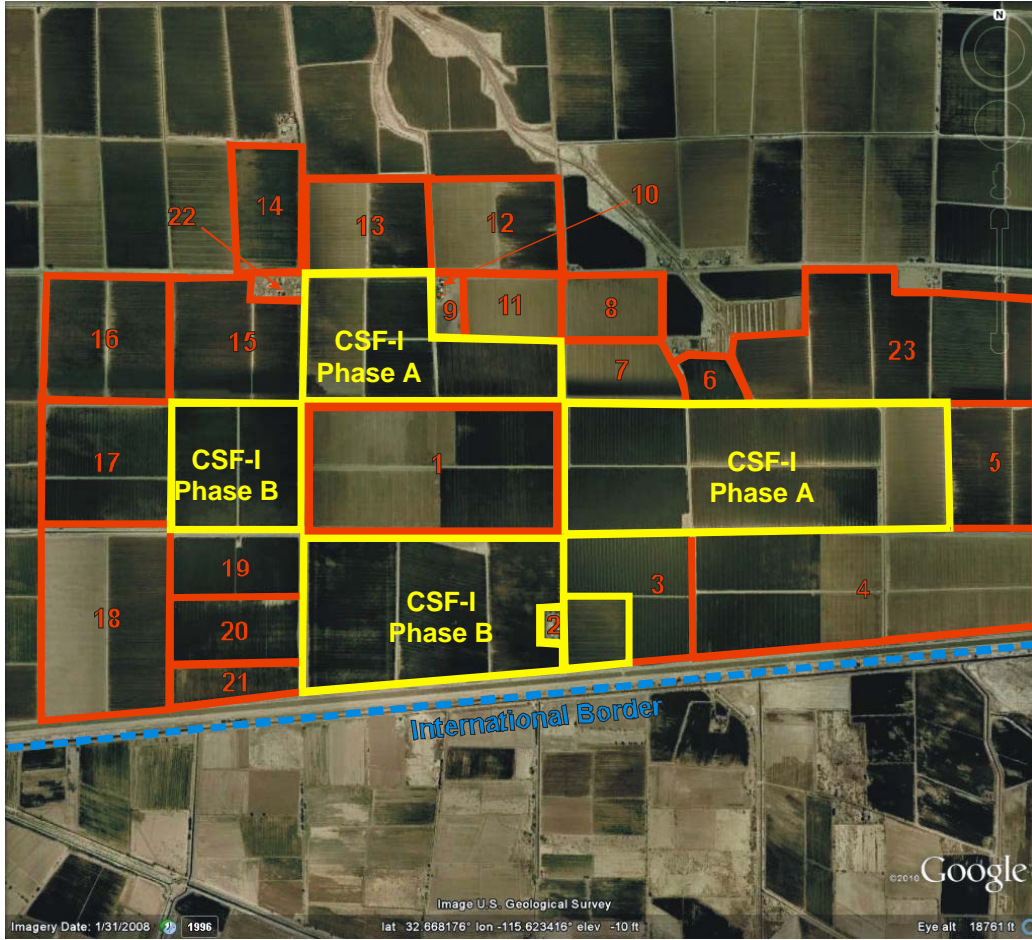 N
10
14
22
13
12
9
11
8
16
15
CSF-I
Phase A
7
6
23
17
CSF-I
Phase B
1
CSF-I
Phase A
5
19
3
4
18
20
CSF-I
Phase B
2
21
International Border
©2010 Google
Image U.S. Geological Survey
Imagery Date: 1/31/2008 1996 lat 32.668176° lon -115.623416° elev -10 ft Eye alt 18761 ft